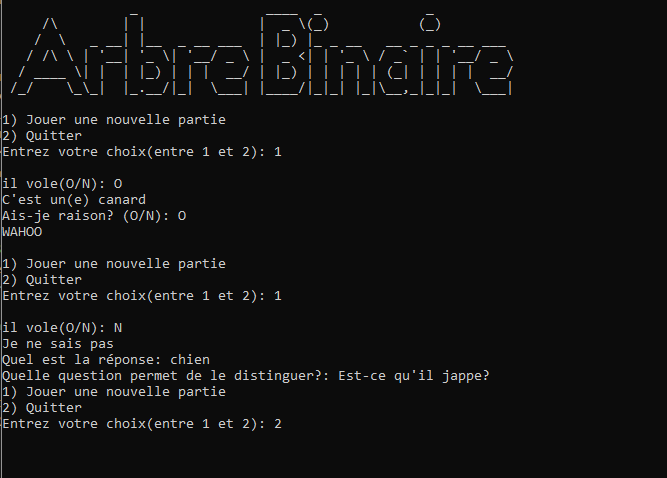 Arbre Binaire
1) Jouer une nouvelle partie
2) Quitter
Entrez votre choix(entre 1 et 2): 1
il vole(O/N): O
C'est un(e) canard
Ais-je raison? (O/N): O
WAHOO
1) Jouer une nouvelle partie
2) Quitter
Entrez votre choix(entre 1 et 2): 1
il vole(O/N): N
Je ne sais pas
Quel est la réponse: chien
Quelle question permet de le distinguer?: Est-ce qu'il jappe?
1) Jouer une nouvelle partie
2) Quitter
Entrez votre choix(entre 1 et 2): 2